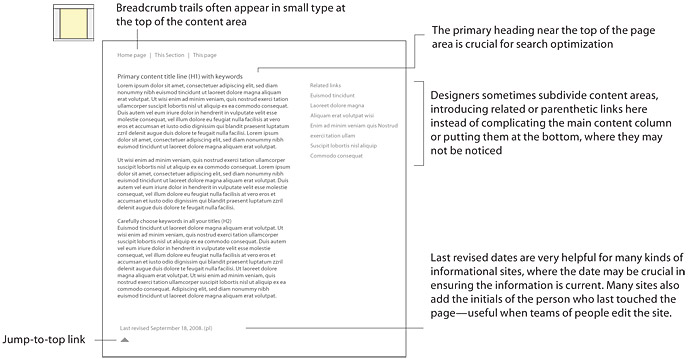 Breadcrumb trails often appear in small type at
the top of the content area
The primary heading near the top of the page
area is crucial for search optimization
Home page | This Section | This page
Primary content title line (H1) with keywords
Lorem ipsum dolor sit amet, consectetuer adipiscing elit, sed diam
nonummy nibh euismod tincidunt ut laoreet dolore magna aliquam
erat volutpat. Ut wisi enim ad minim veniam, quis nostrud exerci tation
ullamcorper suscipit lobortis nisl ut aliquip ex ea commodo consequat.
Duis autem vel eum iriure dolor in hendrerit in vulputate velit esse
molestie consequat, vel illum dolore eu feugiat nulla facilisis at vero
eros et accumsan et iusto odio dignissim qui blandit praesent luptatum
zzril delenit augue duis dolore te feugait nulla facilisi. Lorem ipsum
dolor sit amet, consectetuer adipiscing elit, sed diam nonummy nibh
euismod tincidunt ut laoreet dolore magna aliquam erat volutpat.
Ut wisi enim ad minim veniam, quis nostrud exerci tation ullamcorper
suscipit lobortis nisl ut aliquip ex ea commodo consequat. Duis
autem vel eum iriure dolor in hendrerit in vulputate velit esse molestie
consequat, vel illum dolore eu feugiat nulla facilisis at vero eros et
accumsan et iusto odio dignissim qui blandit praesent luptatum zzril
delenit augue duis dolore te feugait nulla facilisi.
Carefully choose keywords in all your titles (H2)
Euismod tincidunt ut laoreet dolore magna aliquam erat volutpat. Ut
wisi enim ad minim veniam, quis nostrud exerci tation ullamcorper
suscipit lobortis nisl ut aliquip ex ea commodo consequat. Duis autem
vel eum iriure dolor in hendrerit in vulputate velit esse molestie
consequat, vel illum dolore eu feugiat nulla facilisis at vero eros et
accumsan et iusto odio dignissim qui blandit praesent luptatum zzril
delenit augue duis dolore te feugait nulla facilisi. Lorem ipsum dolor
sit amet, consectetuer adipiscing elit, sed diam nonummy nibh euismod
tincidunt ut laoreet dolore magna aliquam erat volutpat. Ut wisi
enim ad minim veniam, quis nostrud exerci tation ullamcorper
suscipit lobortis nisl ut aliquip ex ea
commodo consequat. Adipiscing elit, sed diam nonummy nibh
euismod tincidunt ut laoreet dolore magna aliquam erat volutpat.
Related links
Euismod tincidunt
Laoreet dolore magna
Aliquam erat volutpat wisi
Enim ad minim veniam quis Nostrud
exerci tation ullam
Suscipit lobortis nisl aliquip
Commodo consequat
Designers sometimes subdivide content areas,
introducing related or parenthetic links here
instead of complicating the main content column
or putting them at the bottom, where they may
not be noticed
Last revised dates are very helpful for many kinds of
informational sites, where the date may be crucial in
ensuring the information is current. Many sites also
add the initials of the person who last touched the
page—useful when teams of people edit the site.
Last revised September 18, 2008. (pl)
Jump-to-top link